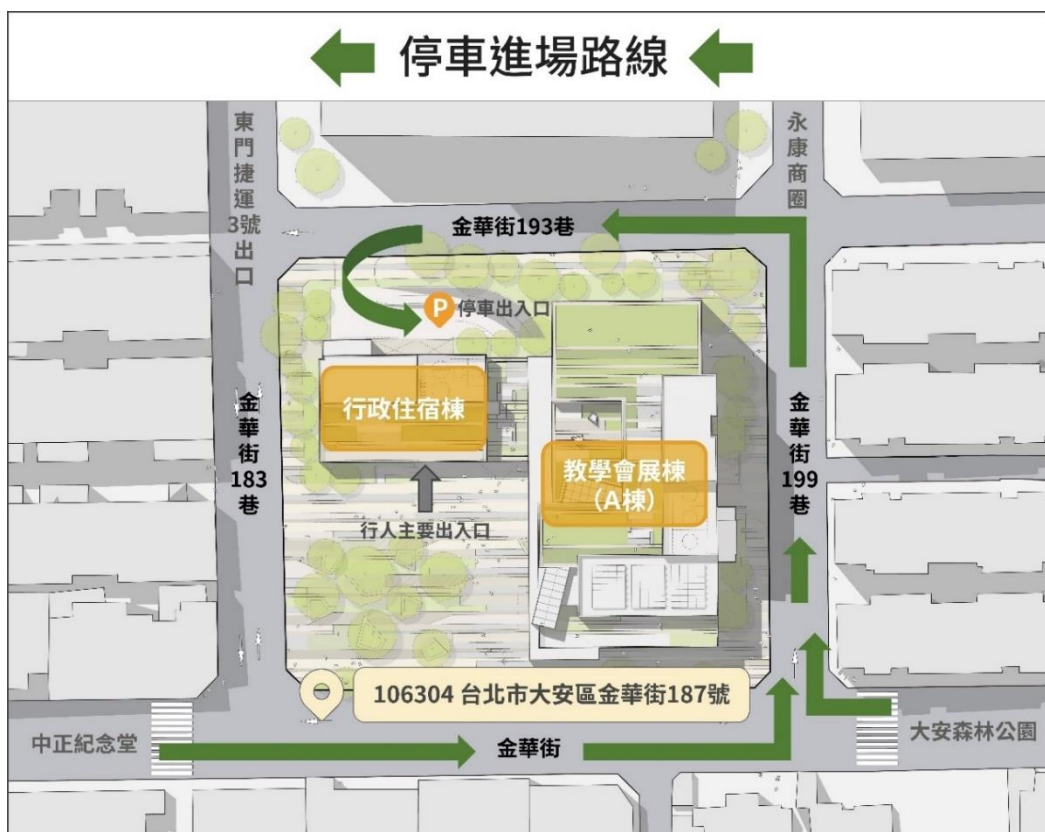 停車進場路線
東門捷運3號出口
永康商圈
金華街193巷
P 停車出入口
行政住宿棟
金華街183巷
金華街199巷
教學會展棟
(A棟)
行人主要出入口
106304 台北市大安區金華街187號
中正紀念堂
金華街
大安森林公園